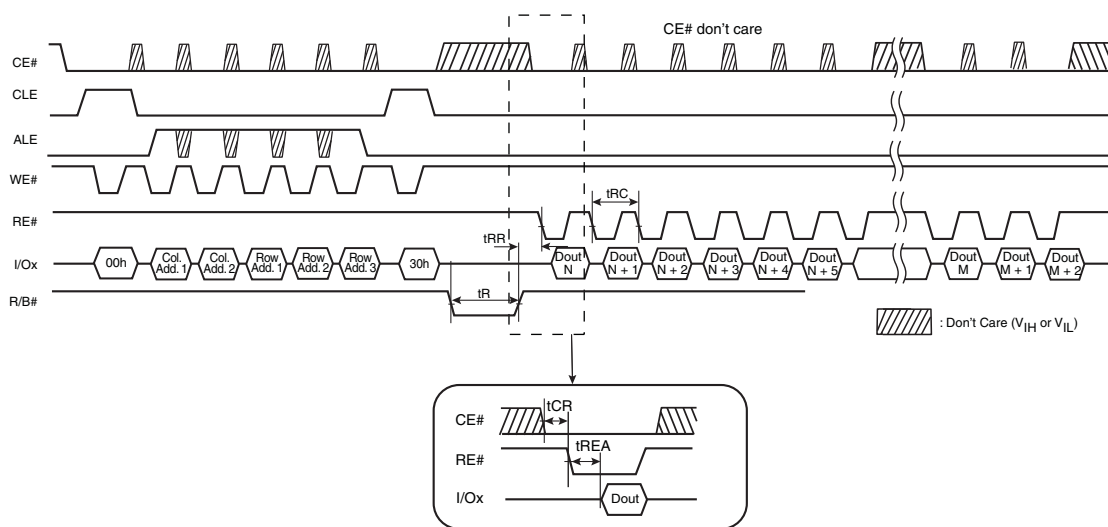 CE# don't care
CE#
CLE
ALE
WE#
tRC
RE#
tRR
I/Ox
00h
Col. Add. 1
Col. Add. 2
Row Add. 1
Row Add. 2
Row Add. 3
30h
Dout N
Dout N + 1
Dout N + 2
Dout N + 3
Dout N + 4
Dout N + 5
Dout M
Dout M + 1
Dout M + 2
R/B#
tR
: Don't Care (VIH or VIL)
CE#
tCR
RE#
tREA
I/Ox
Dout